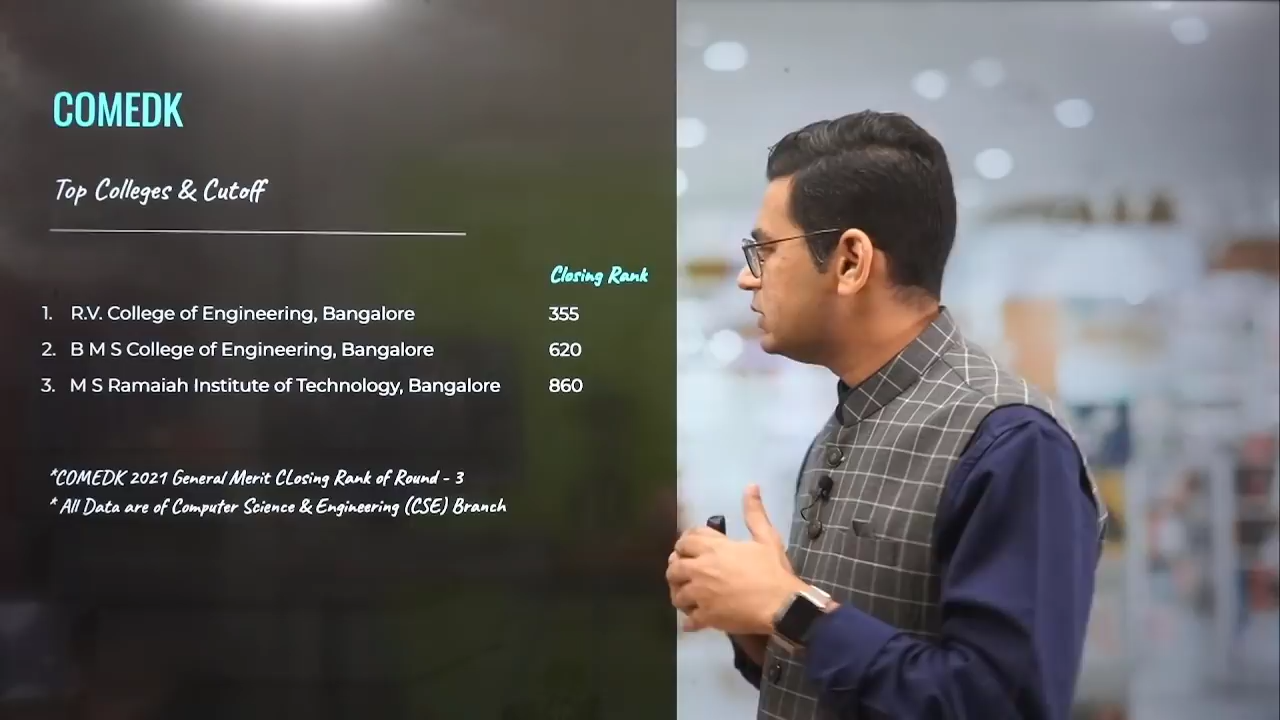 COMEDK
Top Colleges & Cutoff
Closing Rank
1. R.V. College of Engineering, Bangalore 355
2. B M S College of Engineering, Bangalore 620
3. M S Ramaiah Institute of Technology, Bangalore 860
*COMEDK 2021 General Merit CLosing Rank of Round - 3
* All Data are of Computer Science & Engineering (CSE) Branch